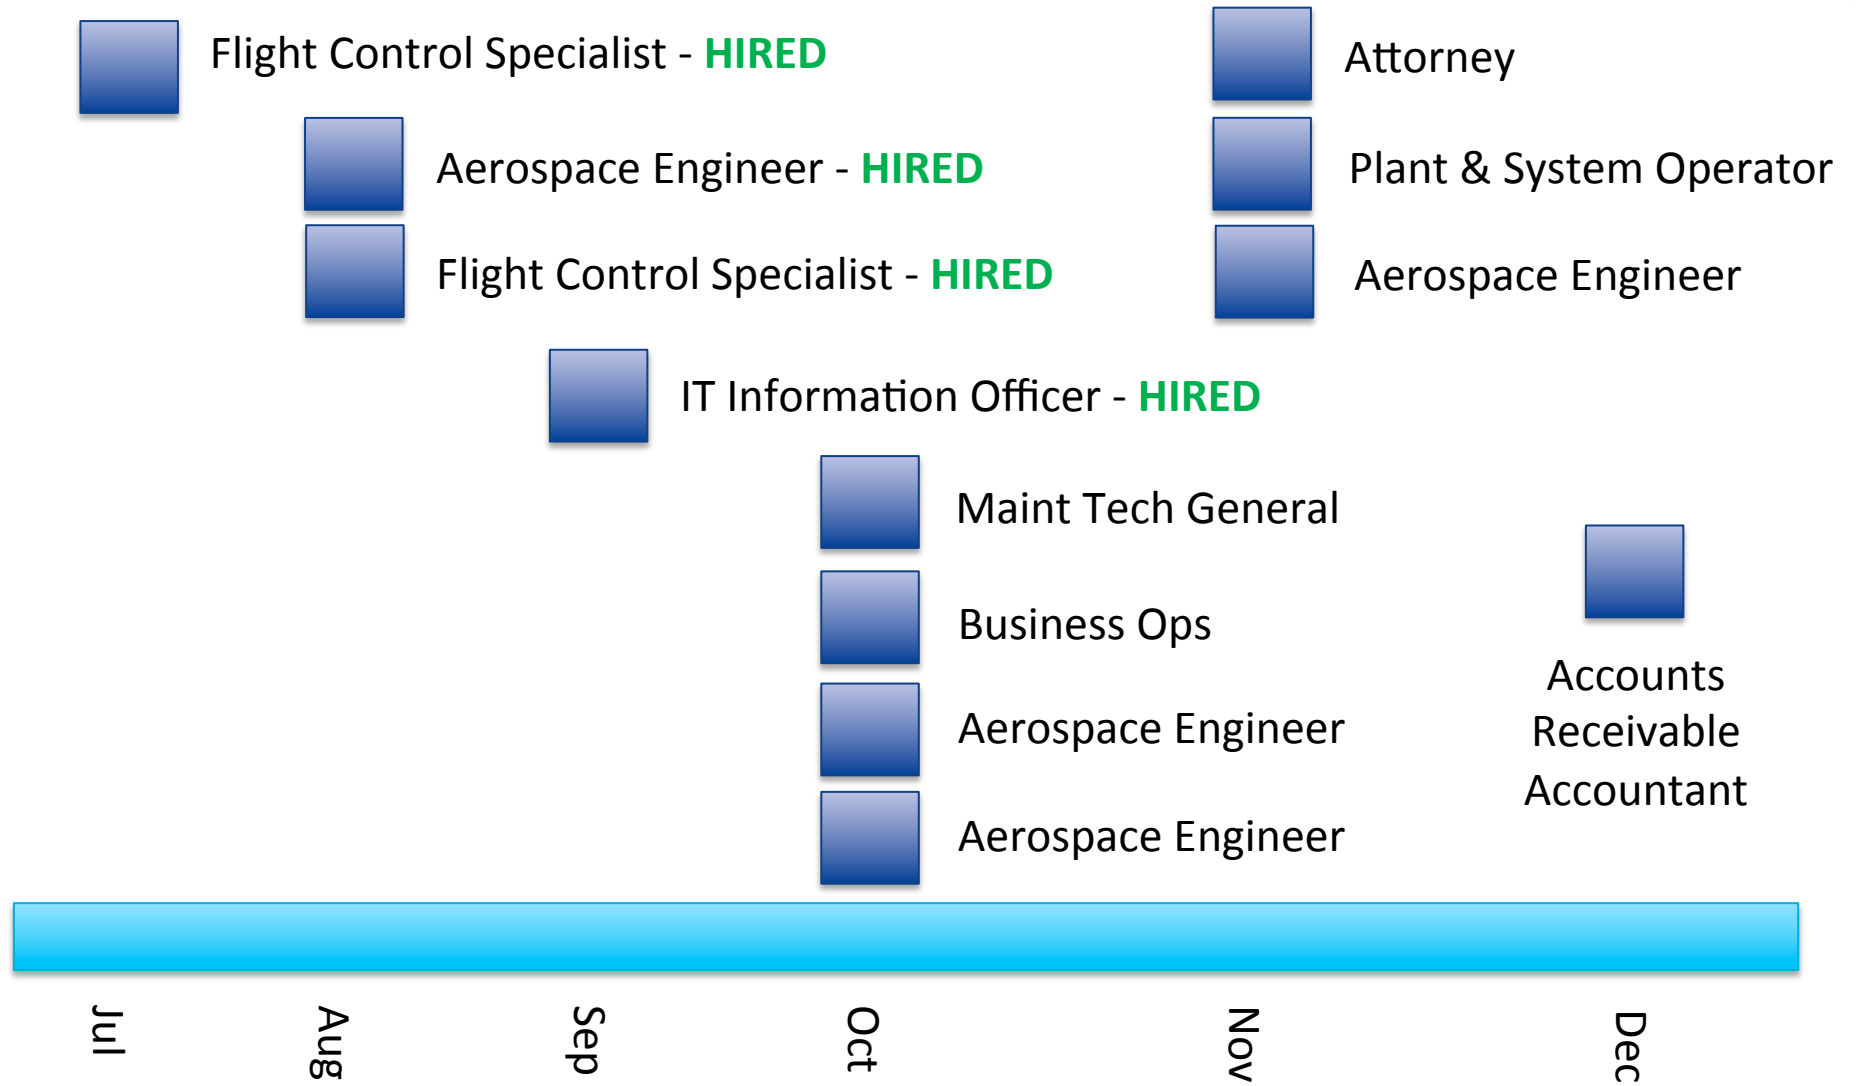 Flight Control Specialist - HIRED
Aerospace Engineer - HIRED
Flight Control Specialist - HIRED
IT Information Officer - HIRED
Maint Tech General
Business Ops
Aerospace Engineer
Aerospace Engineer
Attorney
Plant & System Operator
Aerospace Engineer
Accounts
Receivable
Accountant
Jul
Aug
Sep
Oct
Nov
Dec